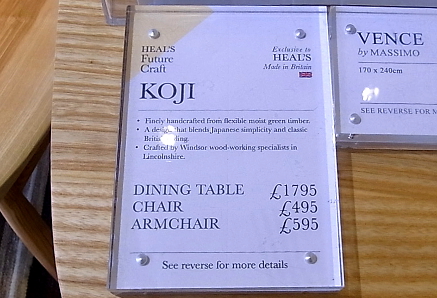 HEAL'S
Future
Craft
Exclusive to
HEAL'S
Made in Britain
KOJI
• Finely handcrafted from flexible moist green timber.
• A design that blends Japanese simplicity and classic
British styling.
• Crafted by Windsor wood-working specialists in
Lincolnshire.
DINING TABLE £1795
CHAIR £495
ARMCHAIR £595
See reverse for more details
VENCE
by MASSIMO
170 x 240cm
SEE REVERSE FOR M